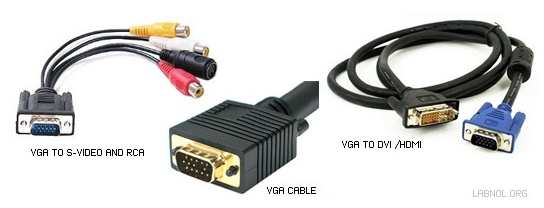 VGA TO S-VIDEO AND RCA
VGA CABLE
VGA TO DVI /HDMI
LABNOL.ORG